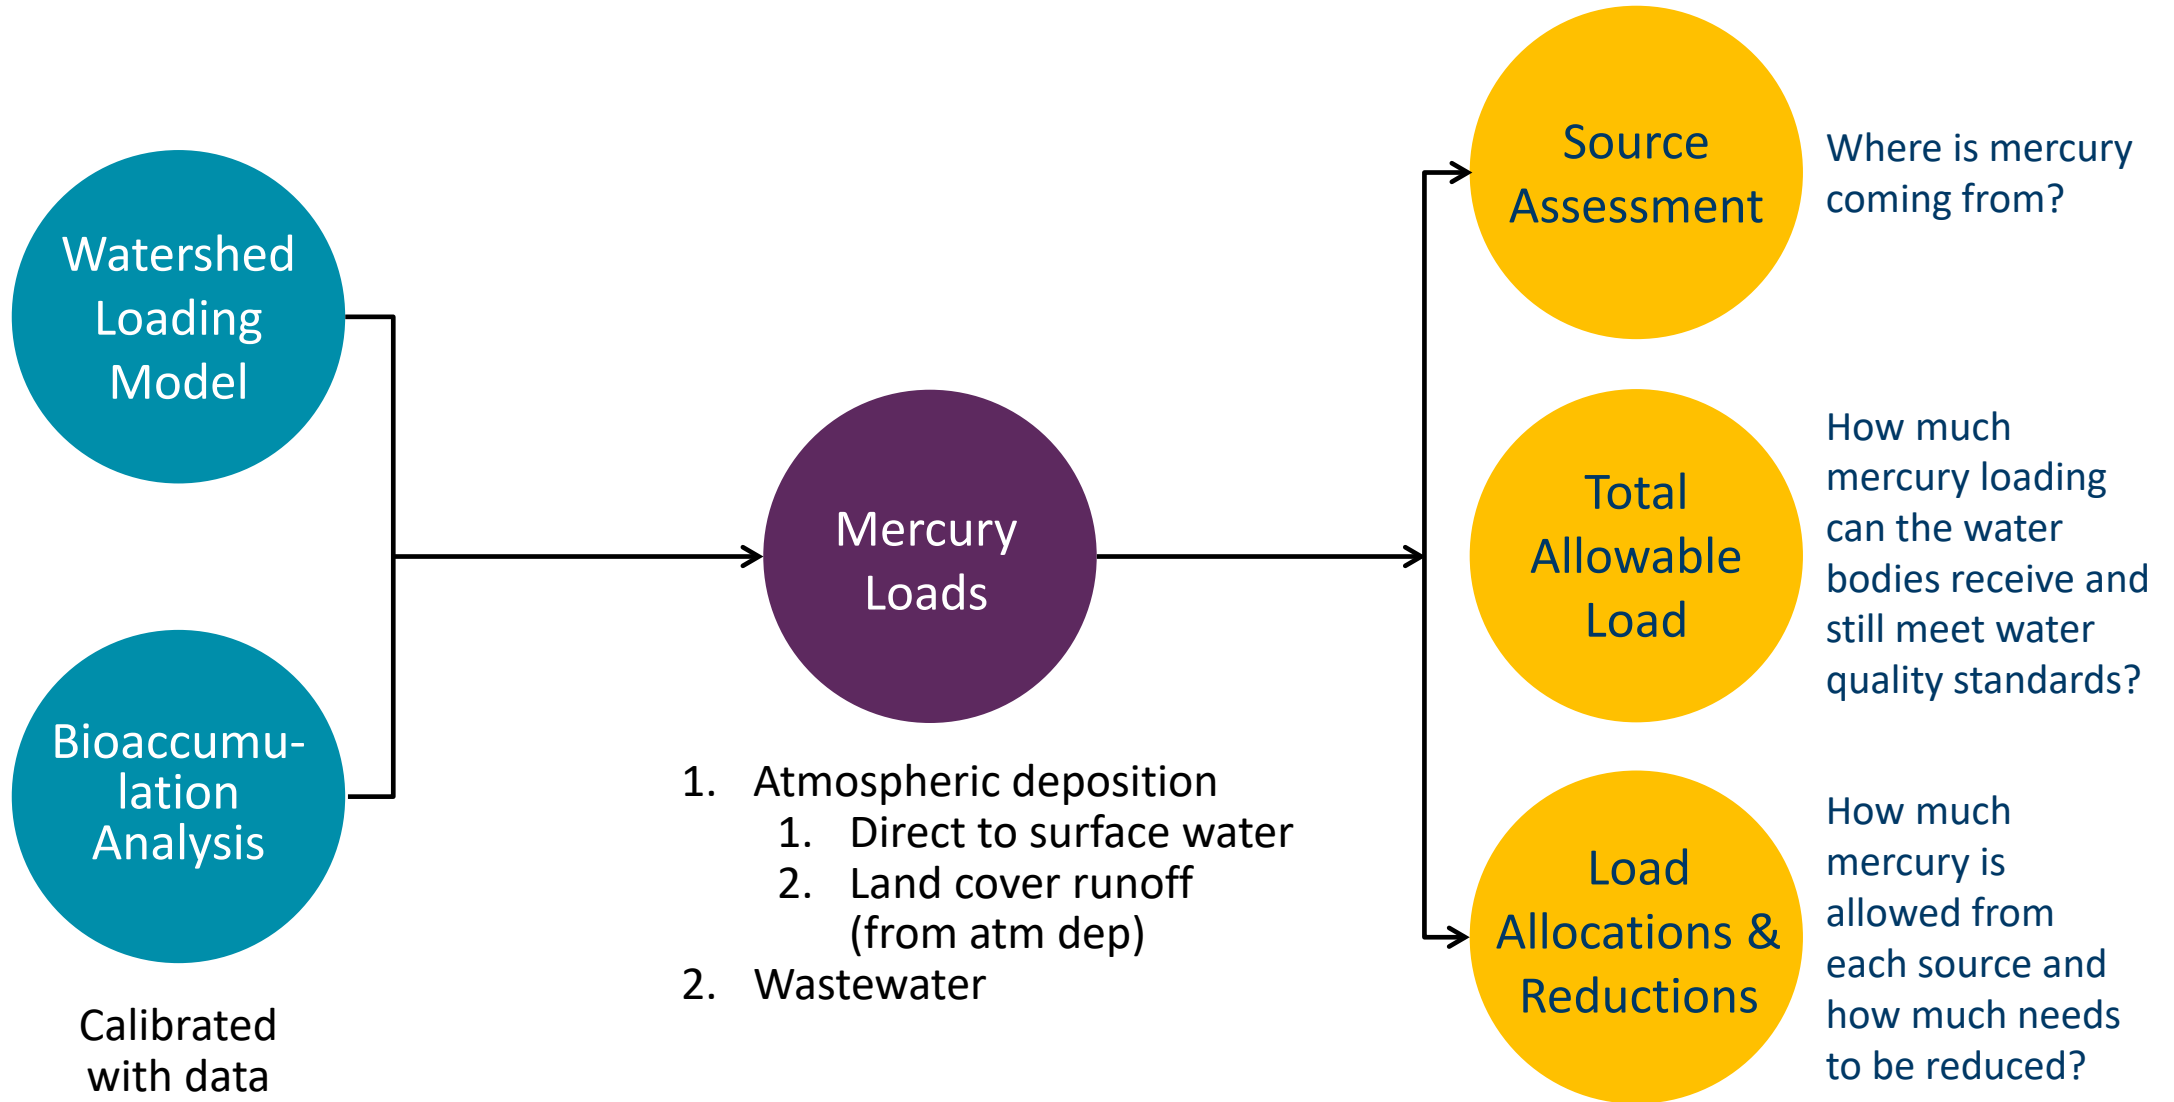 Watershed
Loading
Model
Bioaccumu-
lation
Analysis
Calibrated
with data
Mercury
Loads
1. Atmospheric deposition
1. Direct to surface water
2. Land cover runoff
(from atm dep)
2. Wastewater
Source
Assessment
Where is mercury
coming from?
Total
Allowable
Load
How much
mercury loading
can the water
bodies receive and
still meet water
quality standards?
Load
Allocations &
Reductions
How much
mercury is
allowed from
each source and
how much needs
to be reduced?